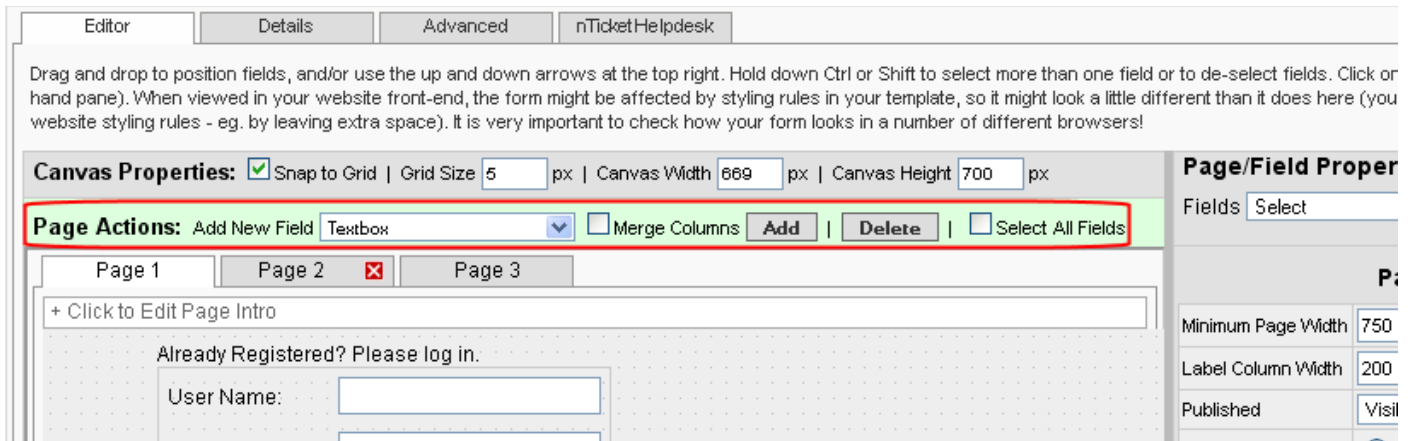 Editor Details Advanced nTicketHelpdesk
Drag and drop to position fields, and/or use the up and down arrows at the top right. Hold down Ctrl or Shift to select more than one field or to de-select fields. Click on
hand pane). When viewed in your website front-end, the form might be affected by styling rules in your template, so it might look a little different than it does here (you
website styling rules - eg. by leaving extra space). It is very important to check how your form looks in a number of different browsers!
Canvas Properties: Snap to Grid | Grid Size 5 px | Canvas Width 669 px | Canvas Height 700 px
Page/Field Proper
Page Actions: Add New Field Textbox Merge Columns Add | Delete | Select All Fields
Fields Select
Page 1 Page 2 Page 3
+ Click to Edit Page Intro
Minimum Page Width 750
Already Registered? Please log in.
Label Column Width 200
User Name:
Published Visi